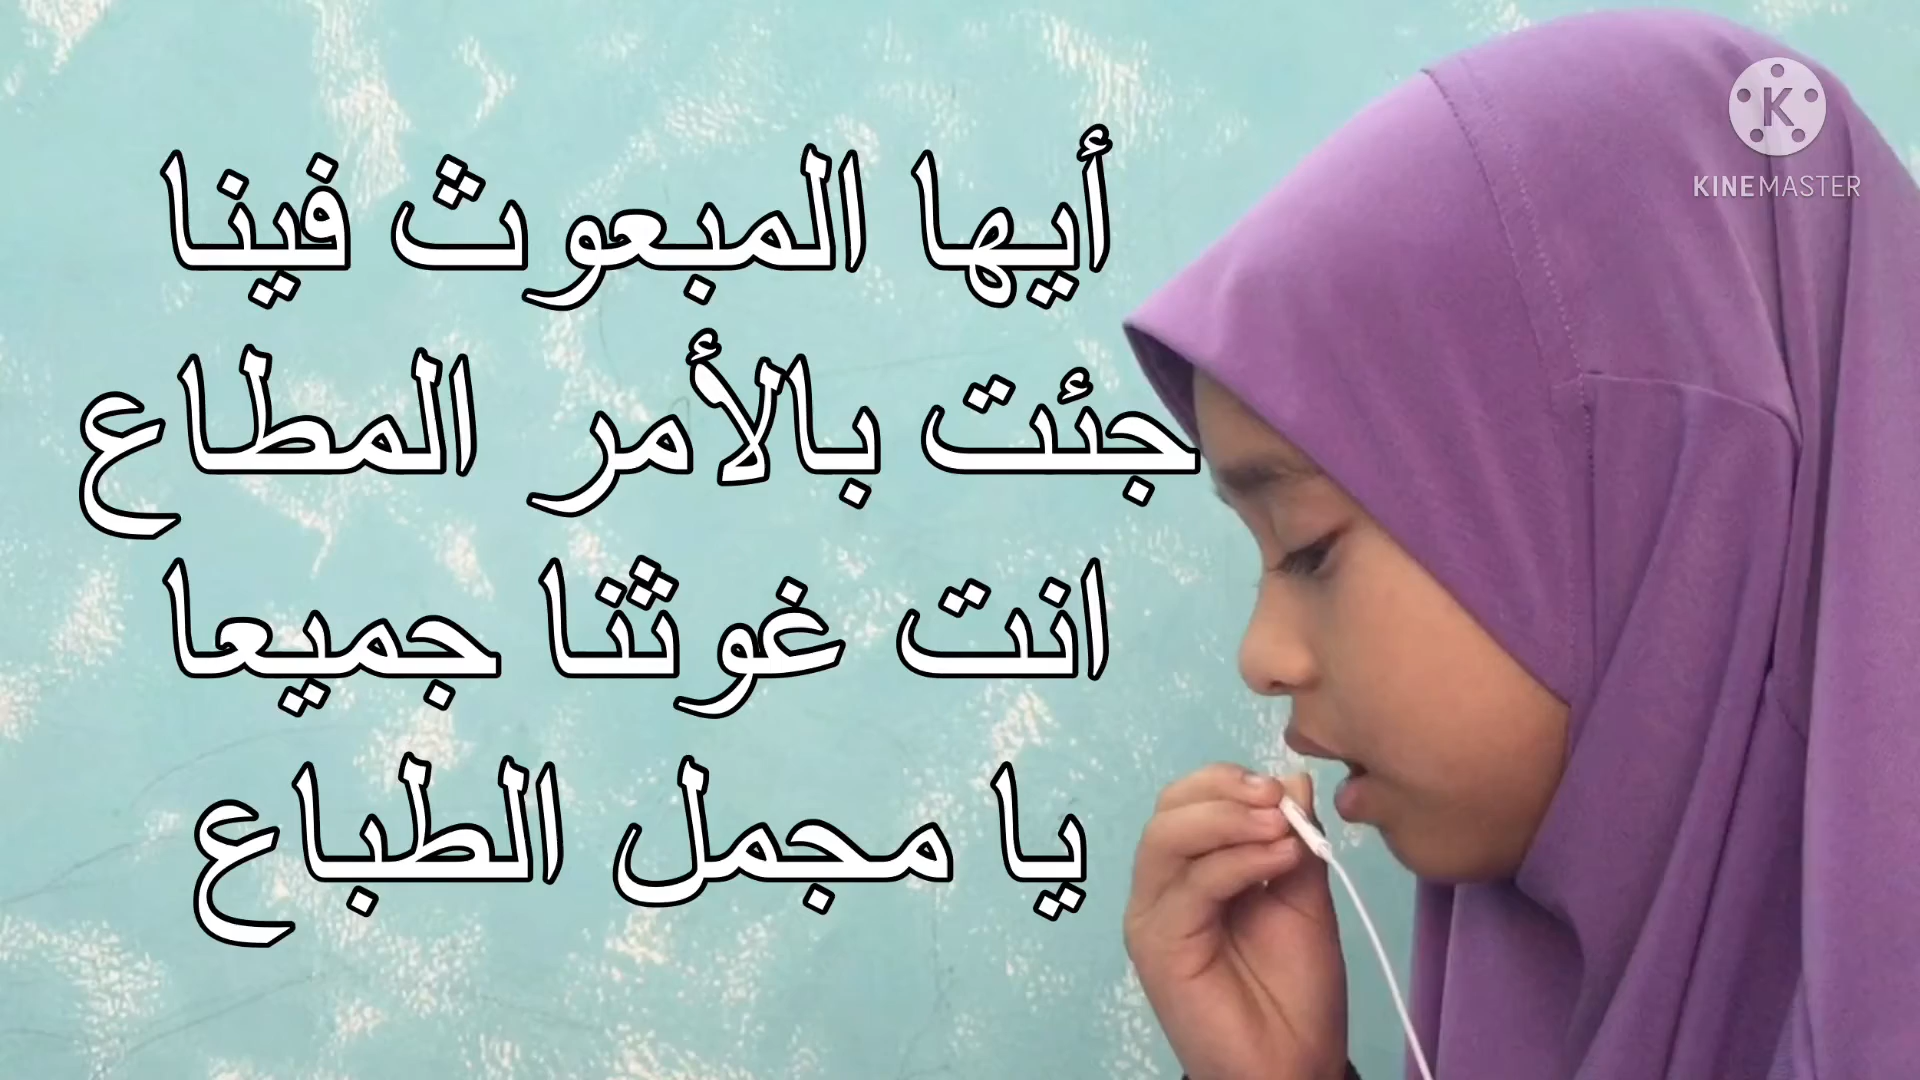 أيها المبعوث فينا
جئت بالأمر المطاع
انت غوثنا جميعا
يا مجمل الطباع
K
KINEMASTER